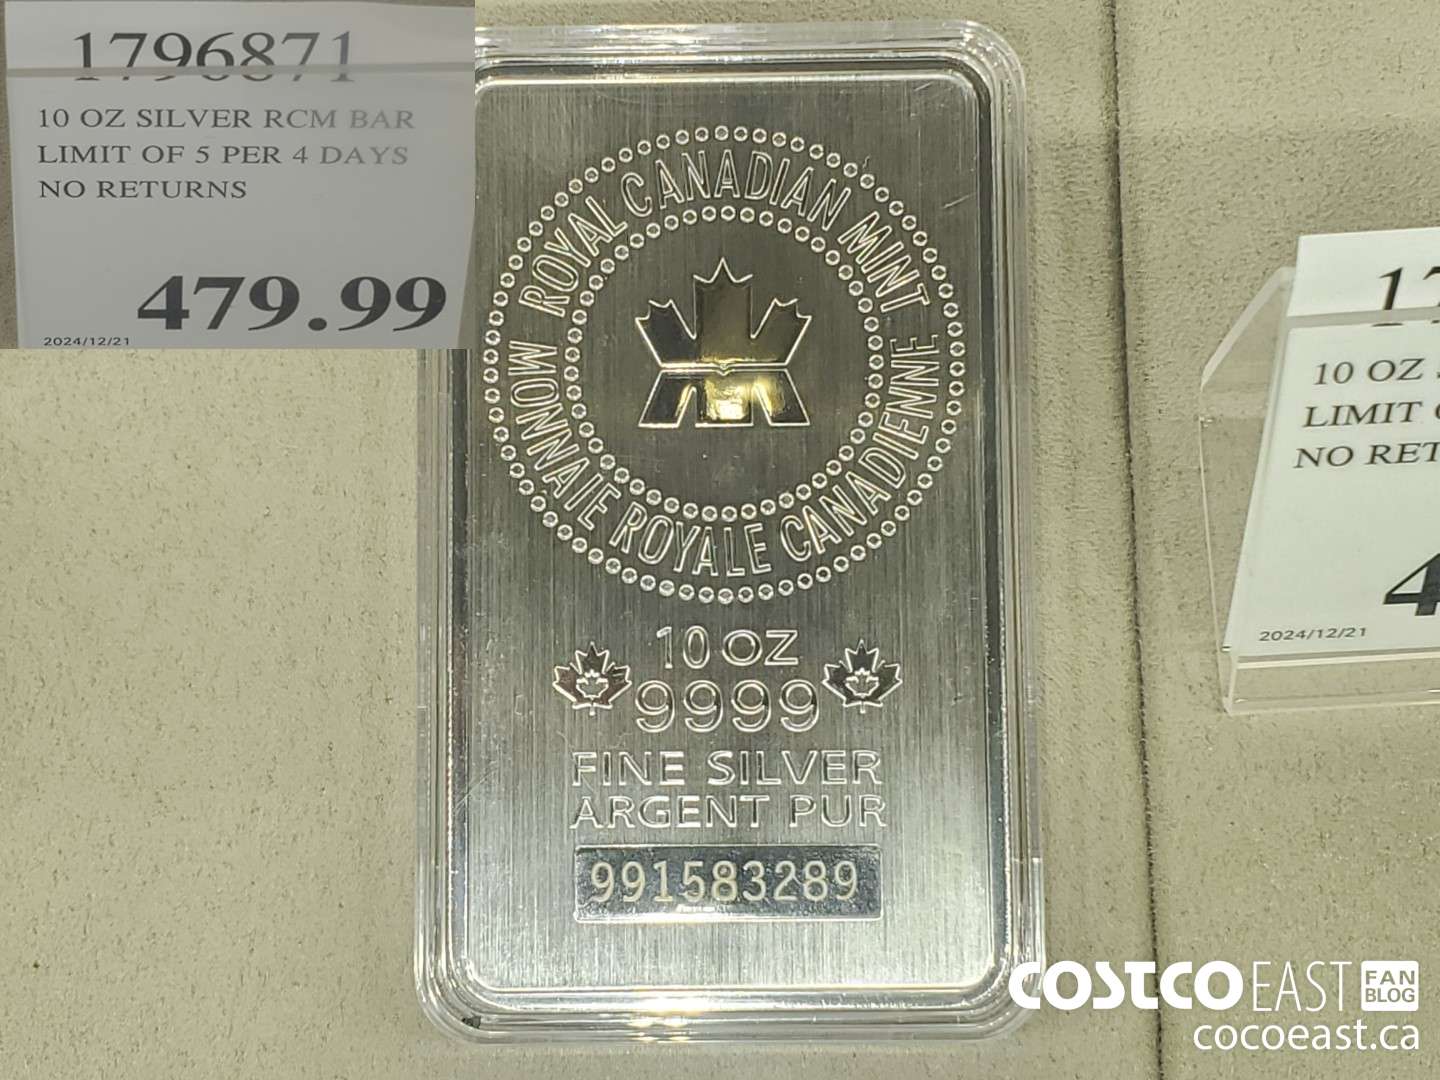 1796871
10 OZ SILVER RCM BAR
LIMIT OF 5 PER 4 DAYS
NO RETURNS
479.99
2024/12/21
ROYAL CANADIAN MINT
MONNAIE ROYALE CANADIENNE
10 OZ
9999
FINE SILVER
ARGENT PUR
991583289
17
10 OZ
LIMIT
NO RET
4
2024/12/21
COSTCO EAST FAN BLOG
cocoeast.ca